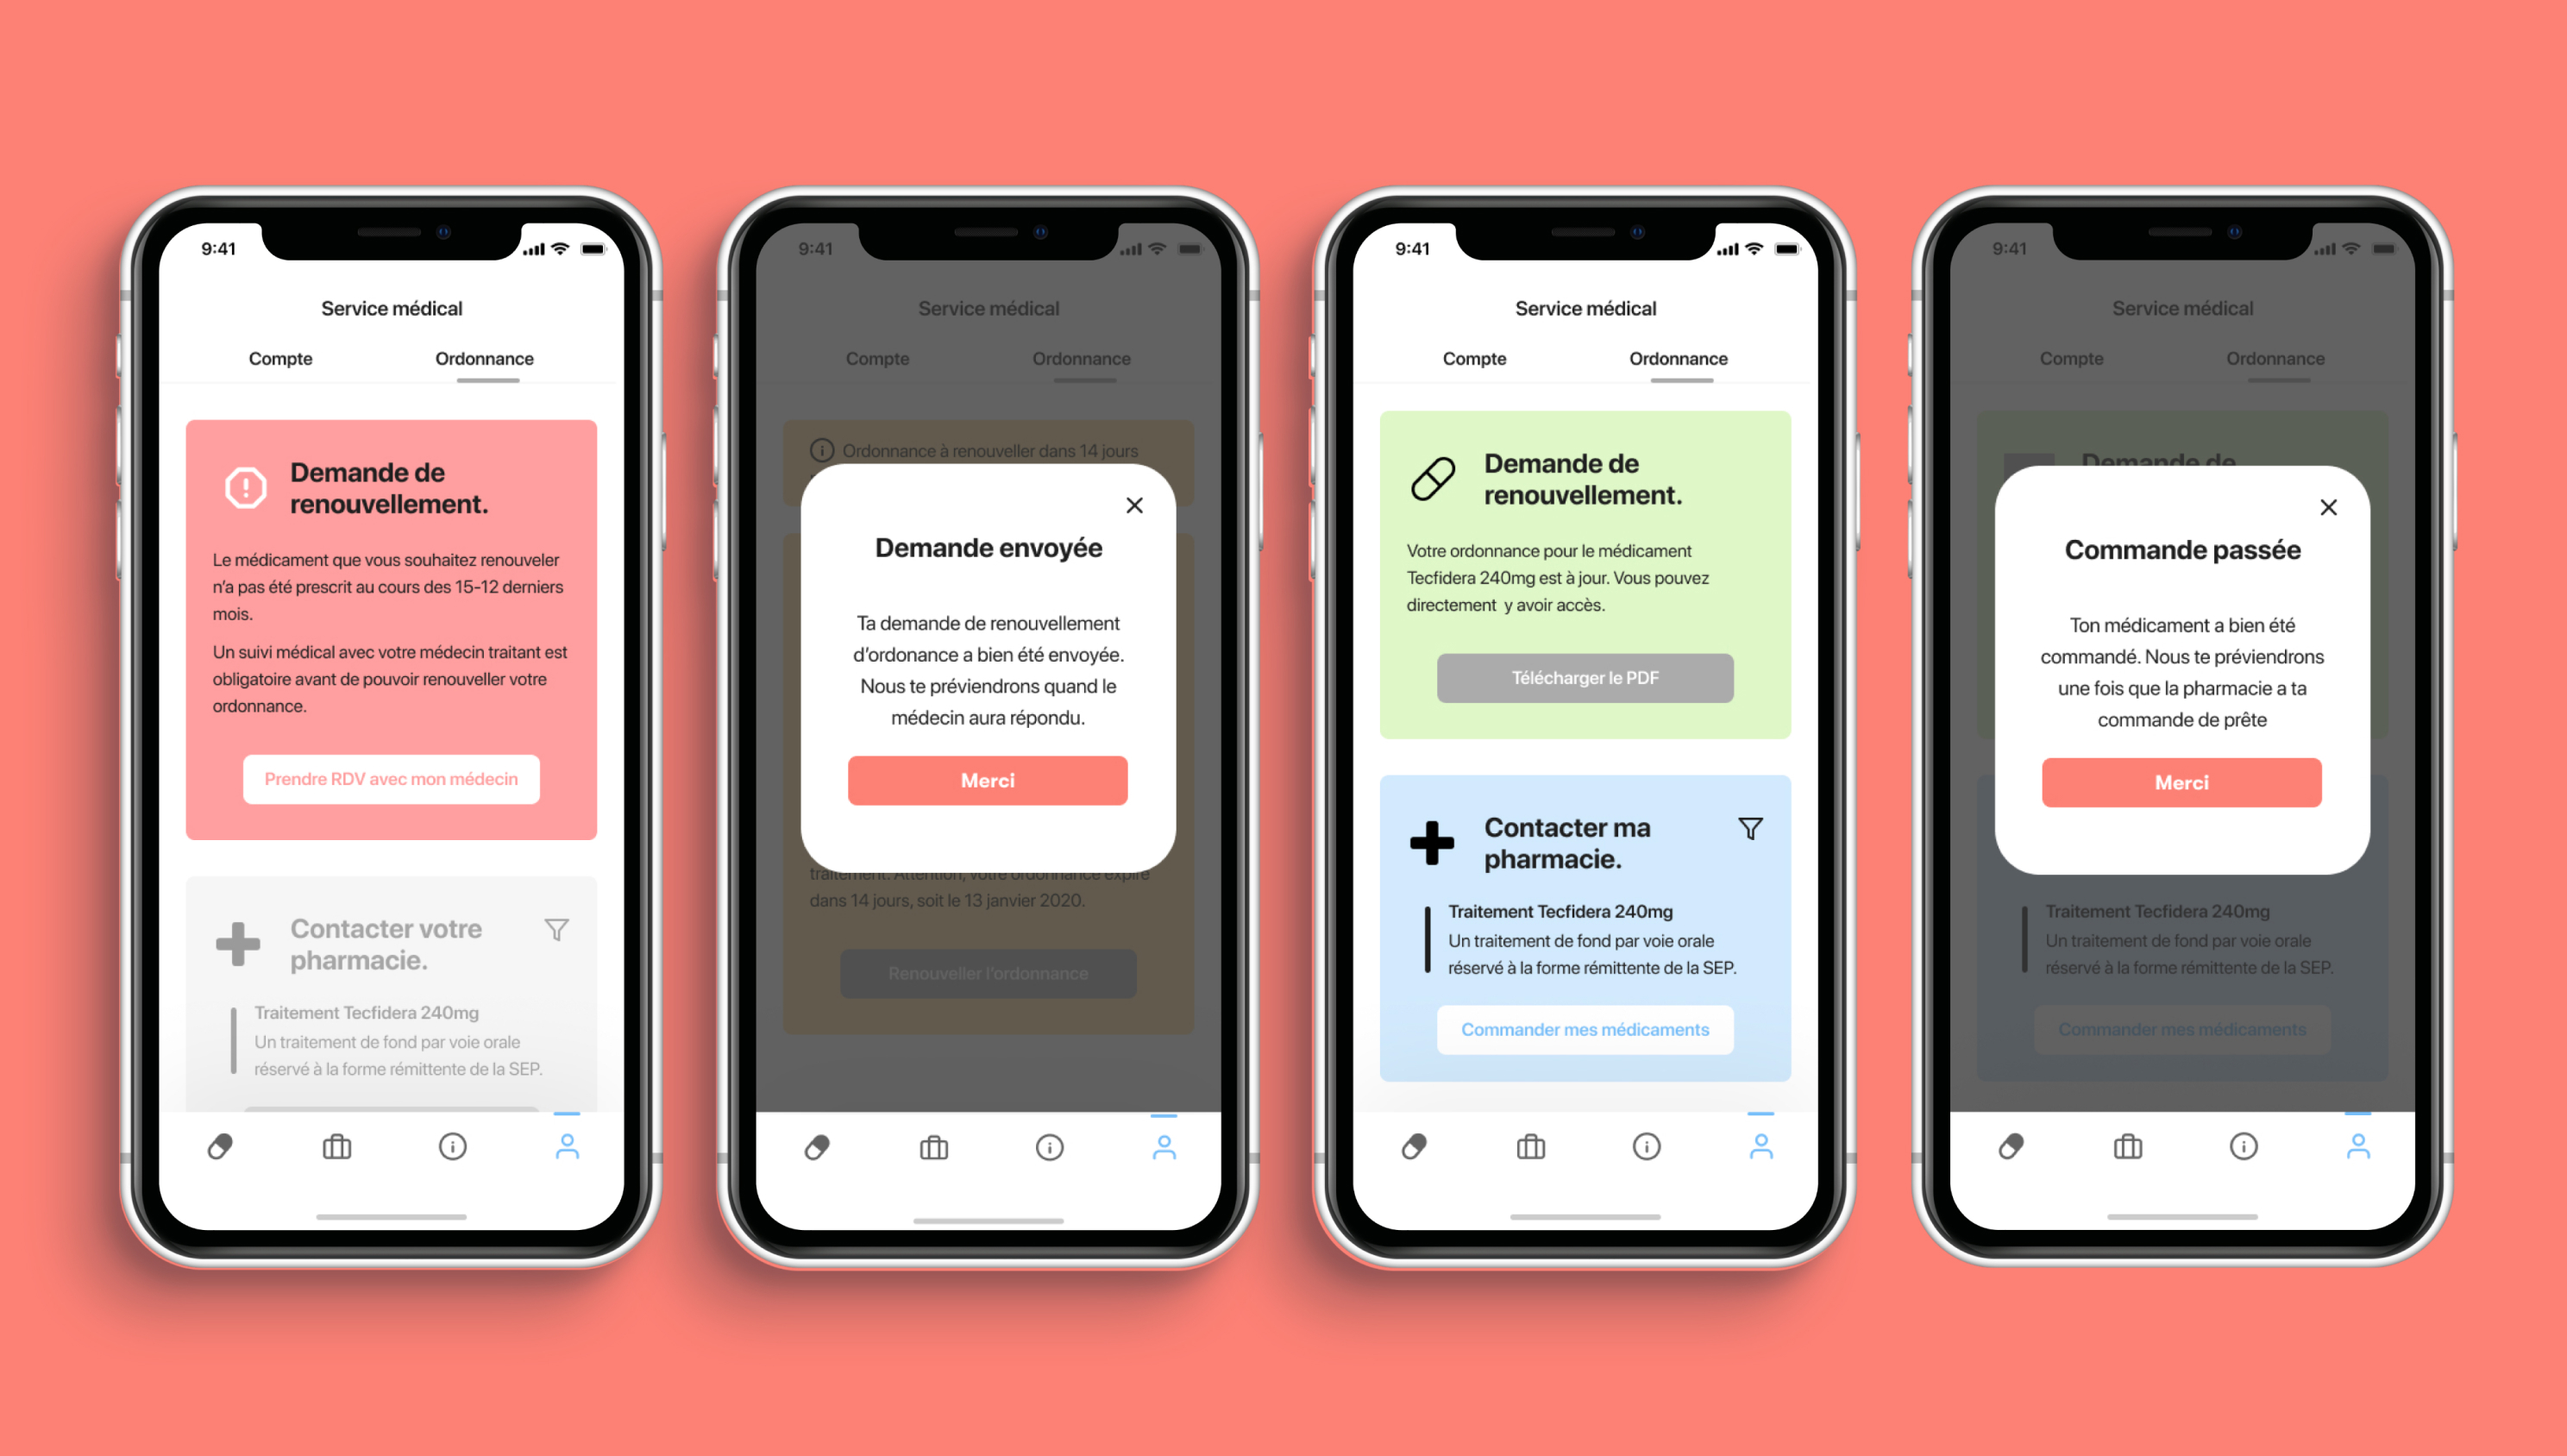 9:41
Service médical
Compte
Ordonnance
Demande de
renouvellement.
Le médicament que vous souhaitez renouveler
n'a pas été prescrit au cours des 15-12 derniers
mois.
Un suivi médical avec votre médecin traitant est
obligatoire avant de pouvoir renouveller votre
ordonnance.
Prendre RDV avec mon médecin
Contacter votre
pharmacie.
Traitement Tecfidera 240mg
Un traitement de fond par voie orale
réservé à la forme rémittente de la SEP.
9:41
Service médical
Compte
Ordonnance
Ordonnance à renouveller dans 14 jours
Demande envoyée
Ta demande de renouvellement
d'ordonance a bien été envoyée.
Nous te préviendrons quand le
médecin aura répondu.
Merci
traitement. Attention, votre ordonnance expire
dans 14 jours, soit le 13 janvier 2020.
Renouveller l'ordonnance
9:41
Service médical
Compte
Ordonnance
Demande de
renouvellement.
Votre ordonnance pour le médicament
Tecfidera 240mg est à jour. Vous pouvez
directement y avoir accès.
Télécharger le PDF
Contacter ma
pharmacie.
Traitement Tecfidera 240mg
Un traitement de fond par voie orale
réservé à la forme rémittente de la SEP.
Commander mes médicaments
9:41
Service médical
Compte
Ordonnance
Demande de
Commande passée
Ton médicament a bien été
commandé. Nous te préviendrons
une fois que la pharmacie a ta
commande de prête
Merci
Traitement Tecfidera 240mg
Un traitement de fond par voie orale
réservé à la forme rémittente de la SEP.
Commander mes médicaments